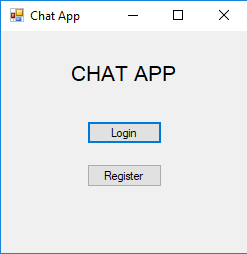 Chat App
CHAT APP
Login
Register